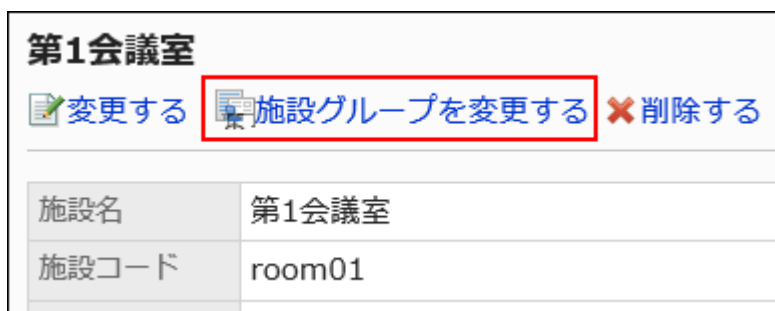 第1会議室
変更する 施設グループを変更する 削除する
施設名 第1会議室
施設コード room01